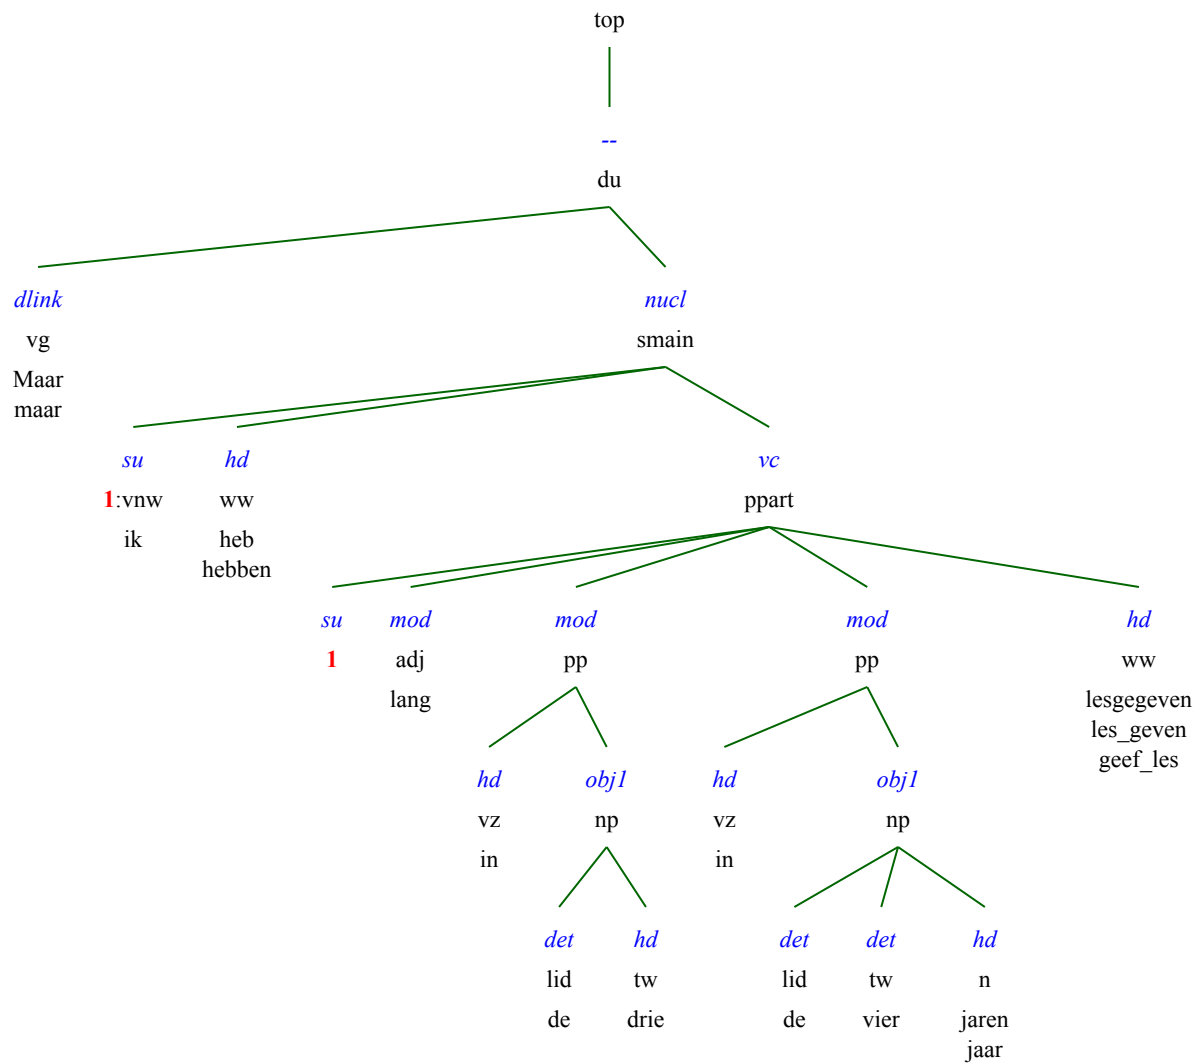 top
--
du
dlink nucl
vg smain
Maar
maar
su hd vc
1:vnw ww ppart
ik heb
hebben
su mod mod mod hd
1 adj pp pp ww
lang lesgegeven
les_geven
geef_les
hd obj1 hd obj1
vz np vz np
in in
det hd det det hd
lid tw lid tw n
de drie de vier jaren
jaar